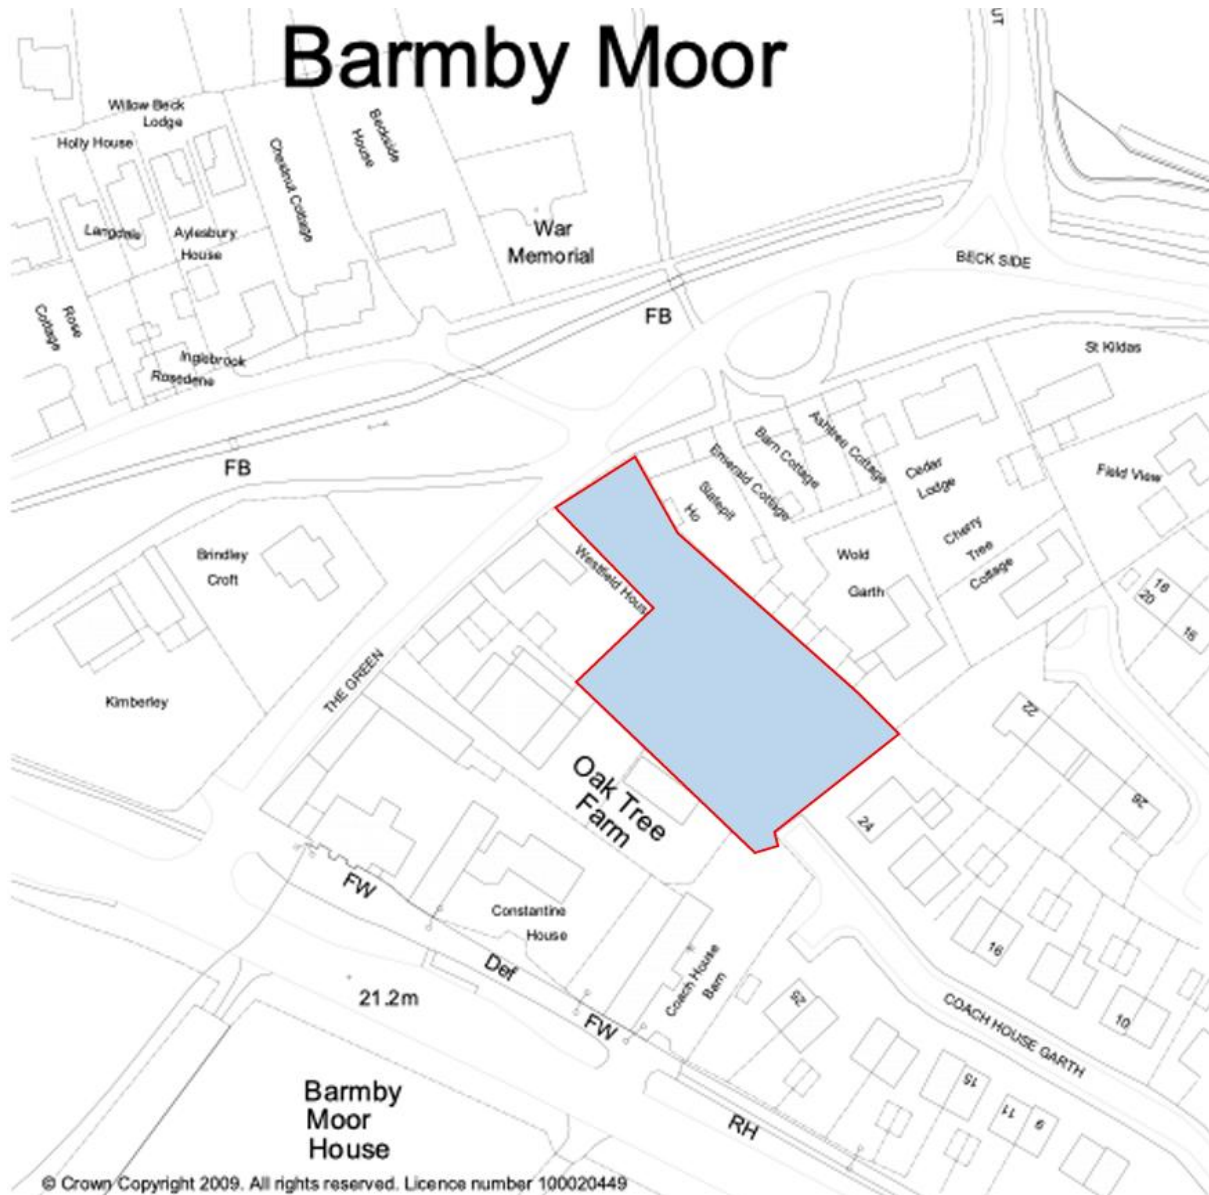 Barmby Moor
UT
Willow Beck
Lodge
Holly House
Beckside
House
Chestnut Cottage
Langdale
Aylesbury
House
War
Memorial
BECK SIDE
Rose
Cottage
FB
Inglebrook
Rosedene
St Kildas
Ashtree Cottage
Barn Cottage
Emerald Cottage
Slatepit
Ho
Cedar
Lodge
Field View
FB
Cherry
Tree
Cottage
Wold
Garth
Brindley
Croft
Westfield Hous
18
20
16
THE GREEN
Kimberley
22
26
Oak Tree
Farm
24
FW
Constantine
House
16
Def
Coach House
Barn
21.2m
26
COACH HOUSE GARTH
10
FW
15
11
9
RH
Barmby
Moor
House
© Crown Copyright 2009. All rights reserved. Licence number 100020449